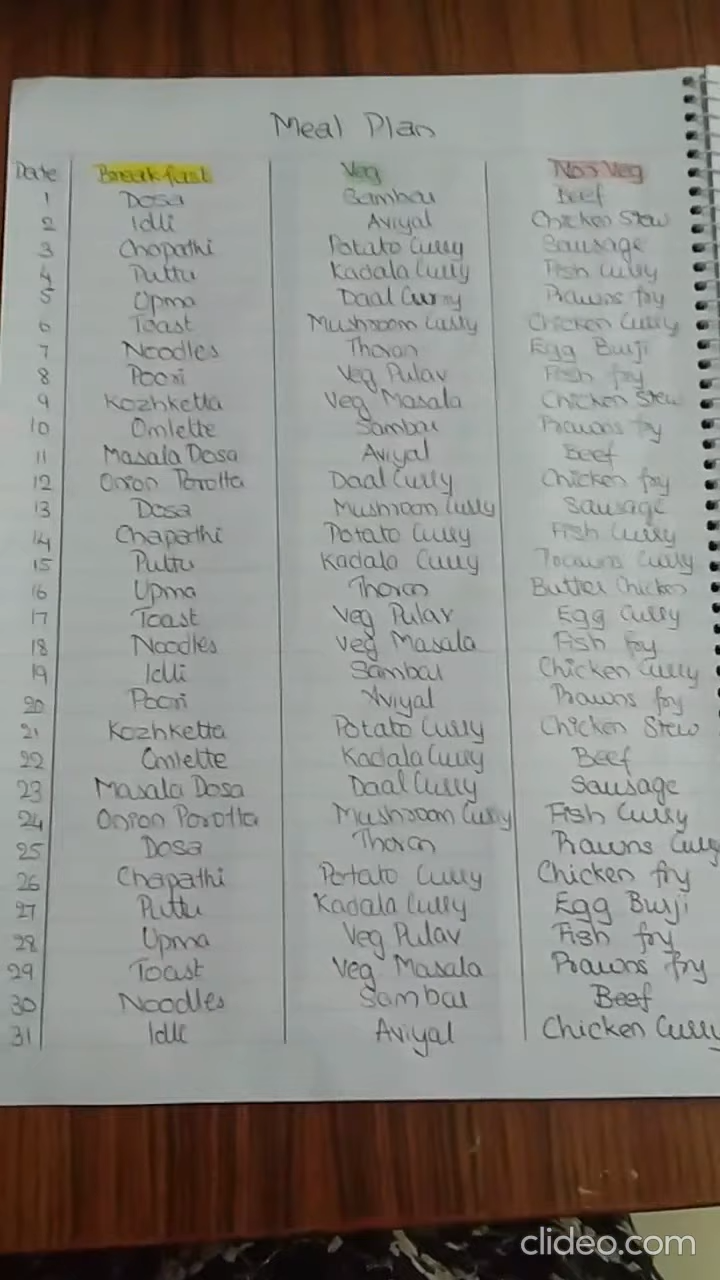 Meal Plan
Date Breakfast Veg Non Veg
1 Dosa Sambar Beef
2 Idli Aviyal Chicken Stew
3 Chapathi Potato Curry Sausage
4 Puttu Kadala Curry Fish Curry
5 Upma Daal Curry Prawns fry
6 Toast Mushroom Curry Chicken Curry
7 Noodles Thoran Egg Burji
8 Poori Veg Pulav Fish fry
9 Kozhketta Veg Masala Chicken Stew
10 Omlette Sambar Prawns fry
11 Masala Dosa Aviyal Beef
12 Onion Porotta Daal Curry Chicken fry
13 Dosa Mushroom Curry Sausage
14 Chapathi Potato Curry Fish Curry
15 Puttu Kadala Curry Prawns Curry
16 Upma Thoran Butter Chicken
17 Toast Veg Pulav Egg Curry
18 Noodles Veg Masala Fish fry
19 Idli Sambar Chicken Curry
20 Poori Aviyal Prawns fry
21 Kozhketta Potato Curry Chicken Stew
22 Omlette Kadala Curry Beef
23 Masala Dosa Daal Curry Sausage
24 Onion Porotta Mushroom Curry Fish Curry
25 Dosa Thoran Prawns Curry
26 Chapathi Portato Curry Chicken fry
27 Puttu Kadala Curry Egg Burji
28 Upma Veg Pulav Fish fry
29 Toast Veg Masala Prawns fry
30 Noodles Sambar Beef
31 Idli Aviyal Chicken Curry
clideo.com